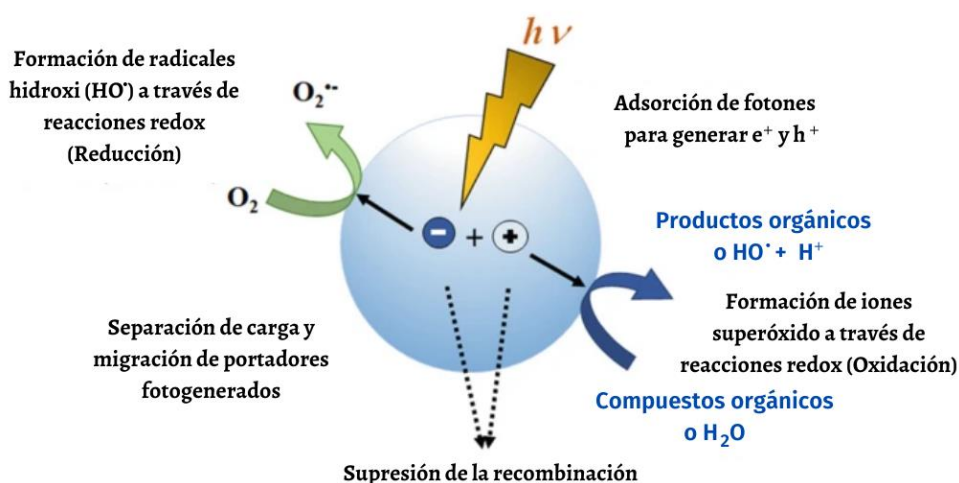 hν
Formación de radicales
hidroxi (HO•) a través de
reacciones redox
(Reducción)
O₂•-
O₂
Adsorción de fotones
para generar e⁺ y h⁺
- + +
Productos orgánicos
o HO• + H⁺
Formación de iones
superóxido a través de
reacciones redox (Oxidación)
Compuestos orgánicos
o H₂O
Separación de carga y
migración de portadores
fotogenerados
Supresión de la recombinación